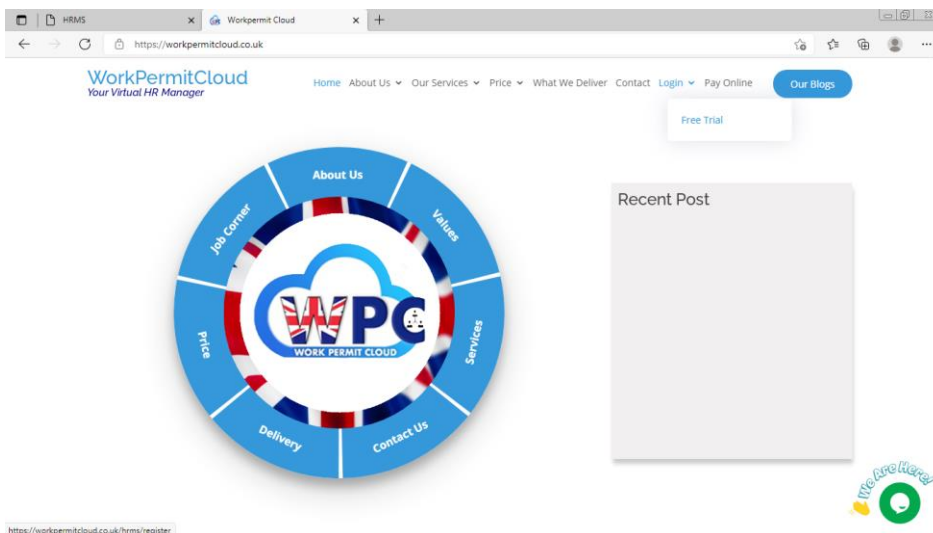 HRMS
Workpermit Cloud
https://workpermitcloud.co.uk
WorkPermitCloud
Your Virtual HR Manager
Home About Us Our Services Price What We Deliver Contact Login Pay Online Our Blogs
Free Trial
About Us
Values
Services
Contact Us
Delivery
Price
Job Corner
WPC
WORK PERMIT CLOUD
Recent Post
We Are Here!
https://workpermitcloud.co.uk/hrms/register